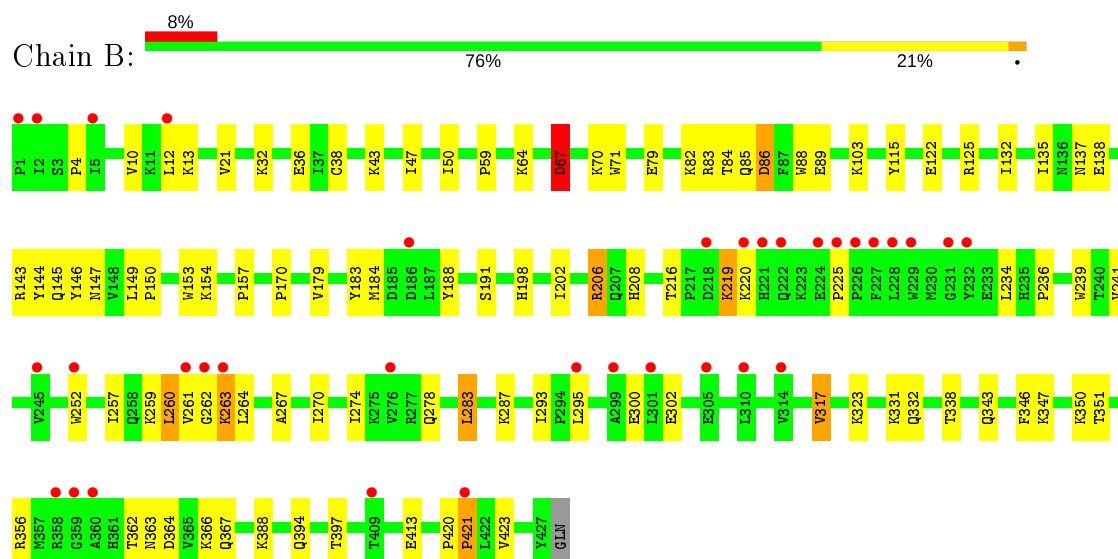 8%
Chain B:
76% 21% •
P1 I2 S3 P4 I5 V10 K11 L12 K13 V21 K32 E36 I37 C38 K43 I47 I50 P59 K64 D67 K70 W71 E79 K82 R83 T84 Q85 D86 F87 W88 E89 K103 Y115 E122 R125 I132 I135 N136 N137 E138
R143 Y144 Q145 Y146 N147 V148 L149 P150 W153 K154 P157 P170 V179 Y183 M184 D185 D186 L187 Y188 S191 H198 I202 R206 Q207 H208 T216 P217 D218 K219 K220 H221 Q222 K223 E224 P225 P226 F227 L228 W229 M230 G231 Y232 E233 L234 H235 P236 W239 T240 V241
V245 W252 I257 Q258 K259 L260 V261 G262 K263 L264 A267 I270 I274 K275 V276 R277 Q278 L283 K287 I293 P294 L295 A299 E300 L301 E302 E305 L310 V314 V317 K323 K331 Q332 T338 Q343 F346 K347 K350 T351
R356 M357 R358 G359 A360 H361 T362 N363 D364 V365 K366 Q367 K388 Q394 T397 T409 E413 P420 P421 L422 V423 Y427 GLN